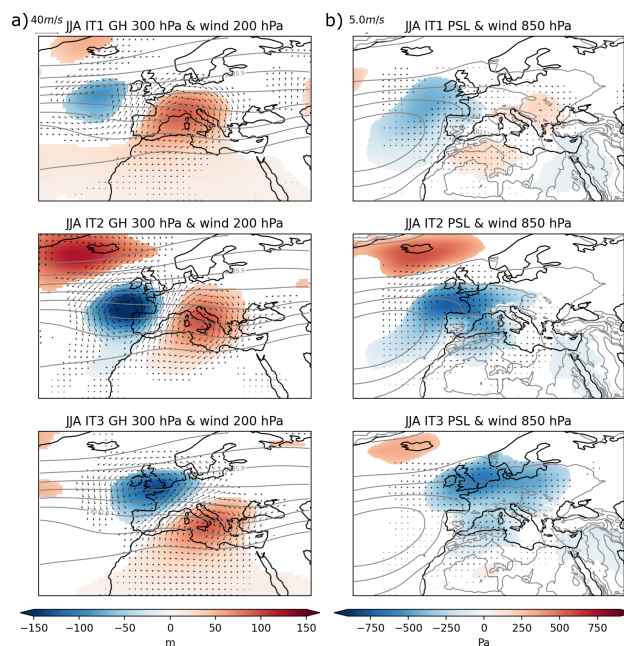 a) 40m/s JJA IT1 GH 300 hPa & wind 200 hPa
b) 5.0m/s JJA IT1 PSL & wind 850 hPa
JJA IT2 GH 300 hPa & wind 200 hPa
JJA IT2 PSL & wind 850 hPa
JJA IT3 GH 300 hPa & wind 200 hPa
JJA IT3 PSL & wind 850 hPa
−150 −100 −50 0 50 100 150
m
−750 −500 −250 0 250 500 750
Pa